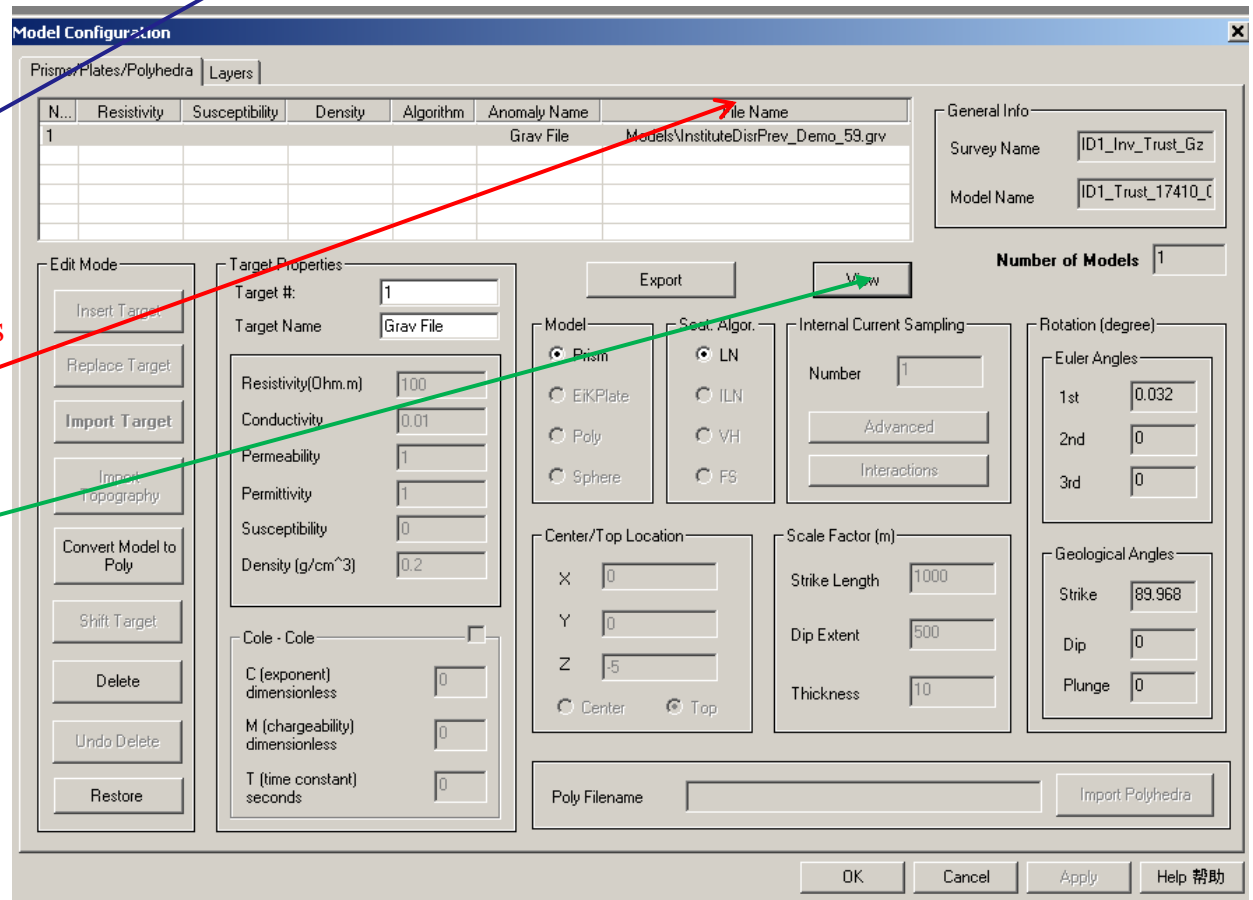 Model Configuration
Prisms/Plates/Polyhedra Layers
N... Resistivity Susceptibility Density Algorithm Anomaly Name File Name
1 Grav File Models\InstituteDisrPrev_Demo_59.grv
General Info
Survey Name ID1_Inv_Trust_Gz
Model Name ID1_Trust_17410_
Number of Models 1
Edit Mode
Insert Target
s
Replace Target
Import Target
Import Topography
Convert Model to
Poly
Shift Target
Delete
Undo Delete
Restore
Target Properties
Target #: 1
Target Name Grav File
Resistivity(Ohm.m) 100
Conductivity 0.01
Permeability 1
Permittivity 1
Susceptibility 0
Density (g/cm^3) 0.2
Cole - Cole
C (exponent)
dimensionless 0
M (chargeability)
dimensionless 0
T (time constant)
seconds 0
Export
View
Model
Prism
EiKPlate
Poly
Sphere
Scat. Algor.
LN
ILN
VH
FS
Internal Current Sampling
Number 1
Advanced
Interactions
Rotation (degree)
Euler Angles
1st 0.032
2nd 0
3rd 0
Geological Angles
Strike 89.968
Dip 0
Plunge 0
Center/Top Location
X 0
Y 0
Z -5
Center Top
Scale Factor (m)
Strike Length 1000
Dip Extent 500
Thickness 10
Poly Filename
Import Polyhedra
OK Cancel Apply Help 帮助